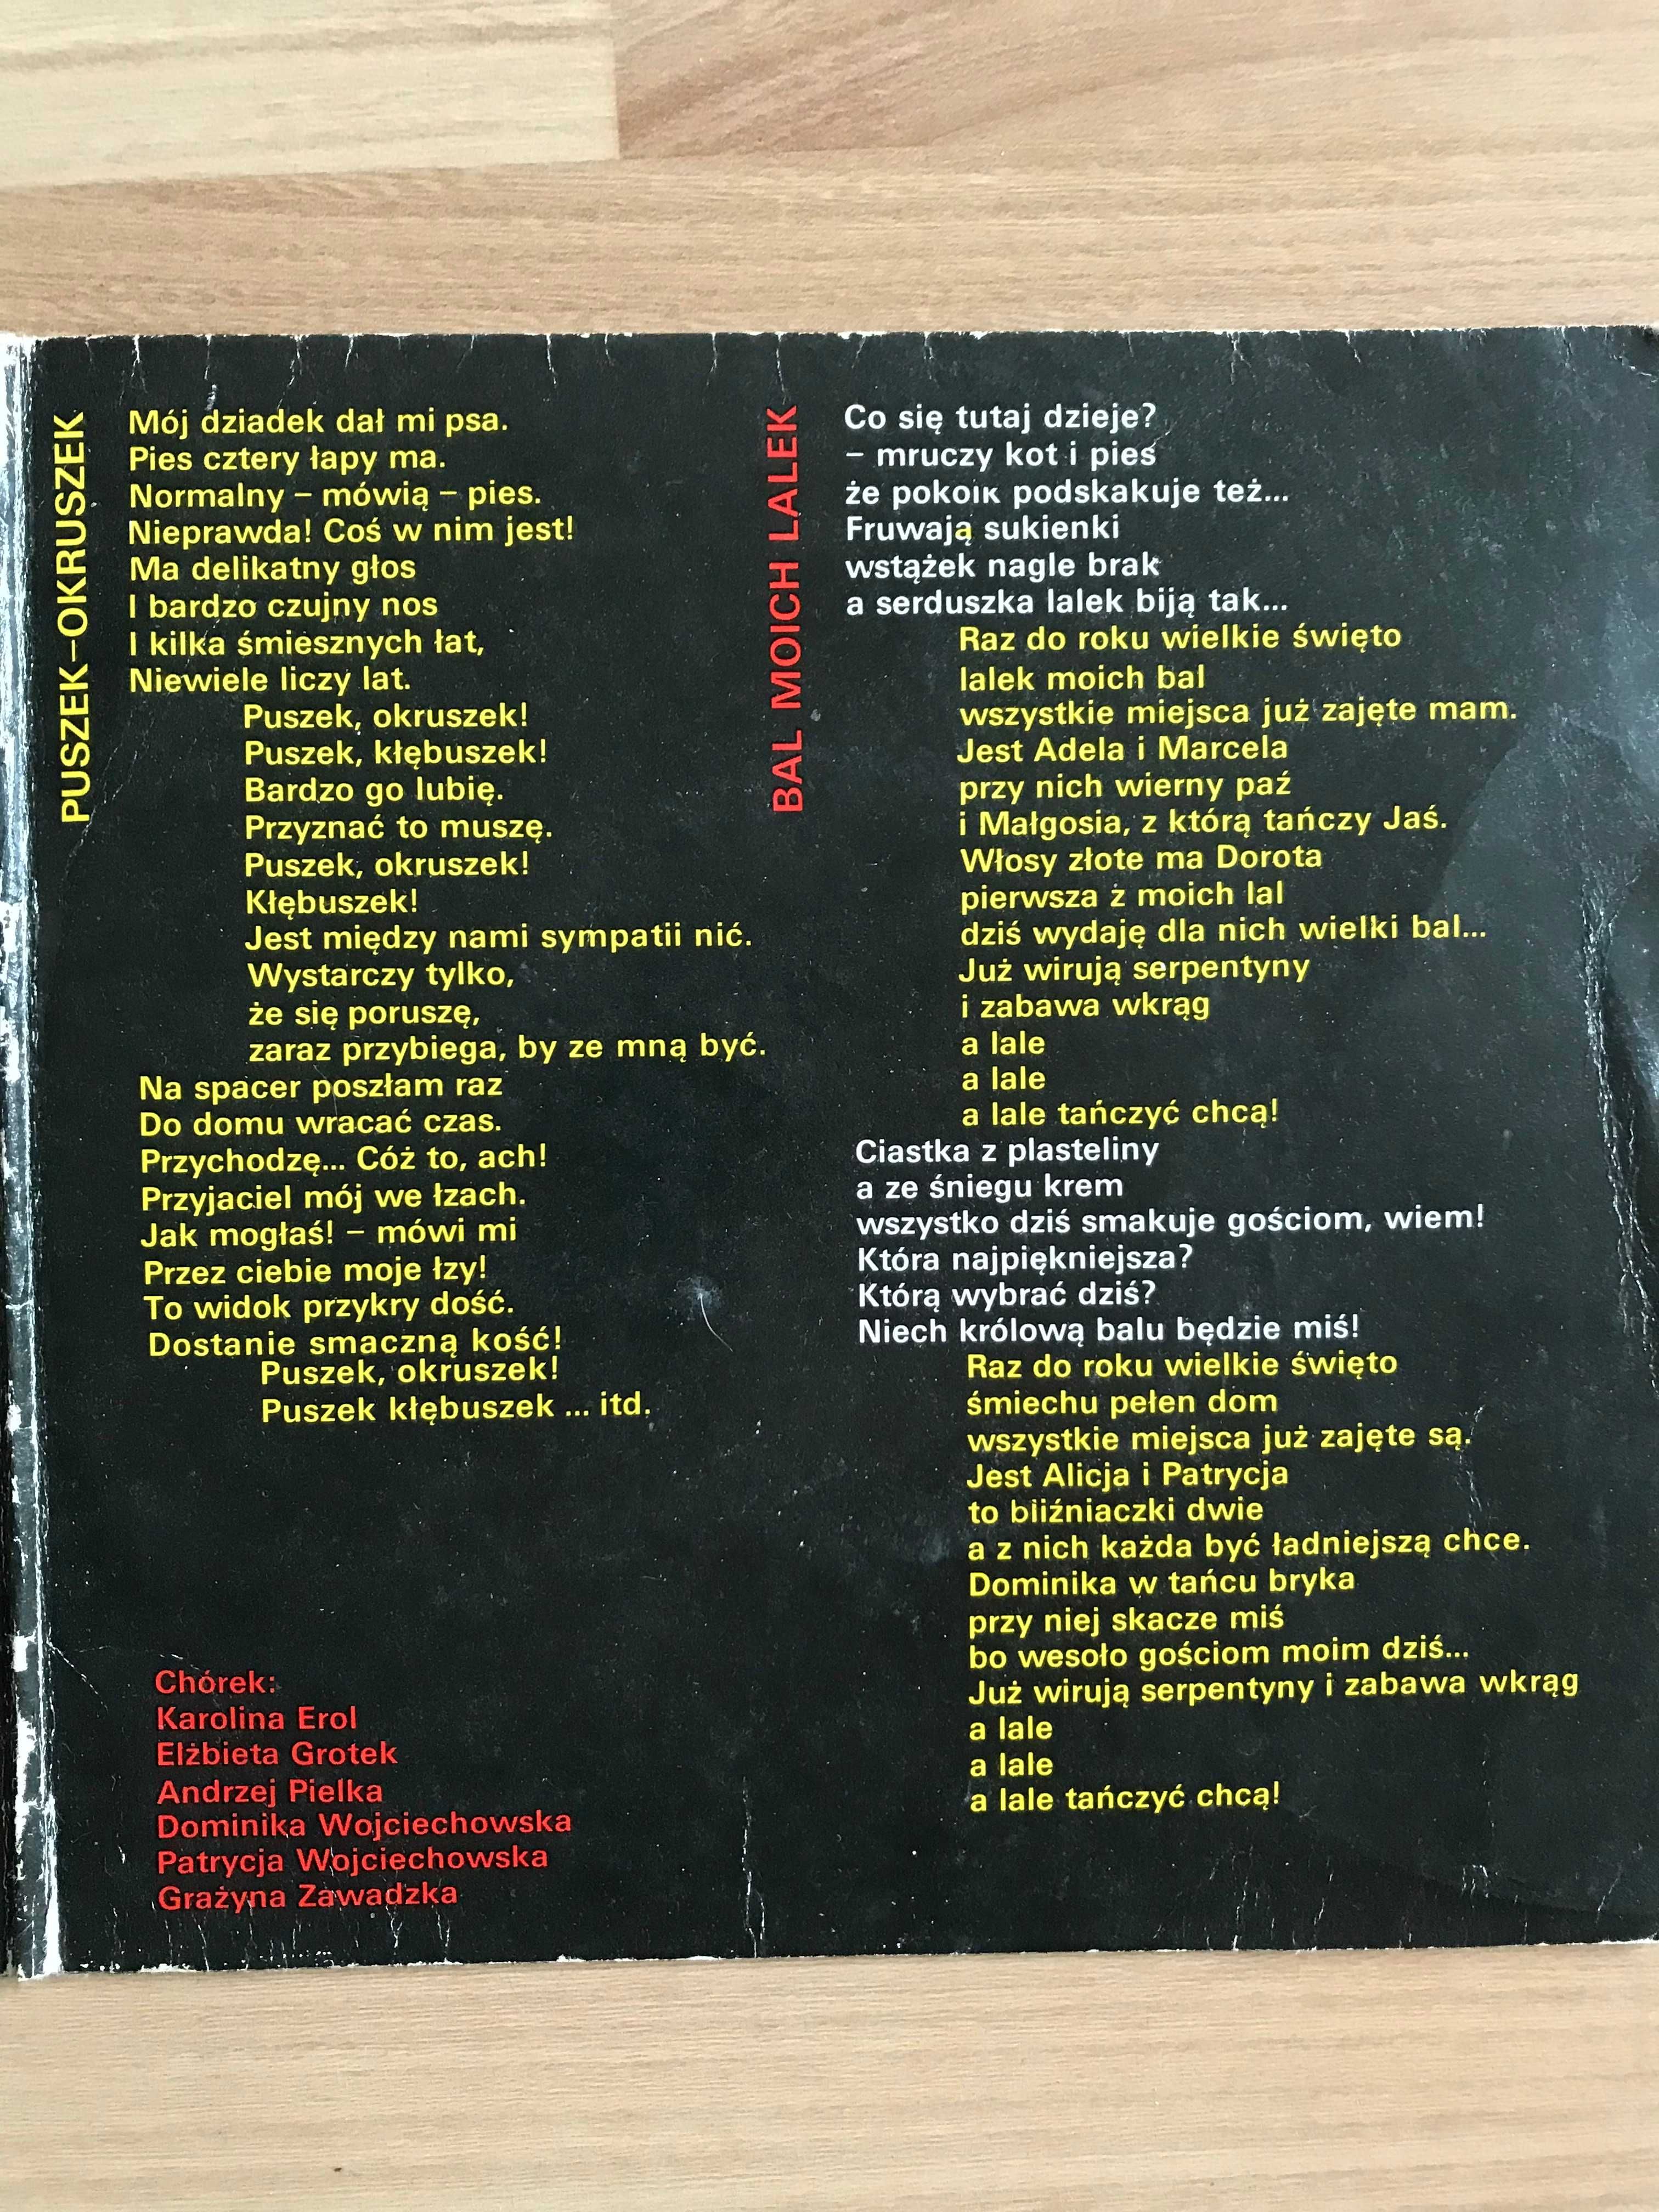 PUSZEK-OKRUSZEK
Mój dziadek dał mi psa.
Pies cztery łapy ma.
Normalny – mówią – pies.
Nieprawda! Coś w nim jest!
Ma delikatny głos
I bardzo czujny nos
I kilka śmiesznych łat,
Niewiele liczy lat.
Puszek, okruszek!
Puszek, kłębuszek!
Bardzo go lubię.
Przyznać to muszę.
Puszek, okruszek!
Kłębuszek!
Jest między nami sympatii nić.
Wystarczy tylko,
że się poruszę,
zaraz przybiega, by ze mną być.
Na spacer poszłam raz
Do domu wracać czas.
Przychodzę... Cóż to, ach!
Przyjaciel mój we łzach.
Jak mogłaś! – mówi mi
Przez ciebie moje łzy!
To widok przykry dość.
Dostanie smaczną kość!
Puszek, okruszek!
Puszek kłębuszek ... itd.
Chórek:
Karolina Erol
Elżbieta Grotek
Andrzej Pielka
Dominika Wojciechowska
Patrycja Wojciechowska
Grażyna Zawadzka
BAL MOICH LALEK
Co się tutaj dzieje?
– mruczy kot i pies
że pokoik podskakuje też...
Fruwają sukienki
wstążek nagle brak
a serduszka lalek biją tak...
Raz do roku wielkie święto
lalek moich bal
wszystkie miejsca już zajęte mam.
Jest Adela i Marcela
przy nich wierny paź
i Małgosia, z którą tańczy Jaś.
Włosy złote ma Dorota
pierwsza z moich lal
dziś wydaję dla nich wielki bal...
Już wirują serpentyny
i zabawa wkrąg
a lale
a lale
a lale tańczyć chcą!
Ciastka z plasteliny
a ze śniegu krem
wszystko dziś smakuje gościom, wiem!
Która najpiękniejsza?
Którą wybrać dziś?
Niech królową balu będzie miś!
Raz do roku wielkie święto
śmiechu pełen dom
wszystkie miejsca już zajęte są.
Jest Alicja i Patrycja
to bliźniaczki dwie
a z nich każda być ładniejszą chce.
Dominika w tańcu bryka
przy niej skacze miś
bo wesoło gościom moim dziś...
Już wirują serpentyny i zabawa wkrąg
a lale
a lale
a lale tańczyć chcą!